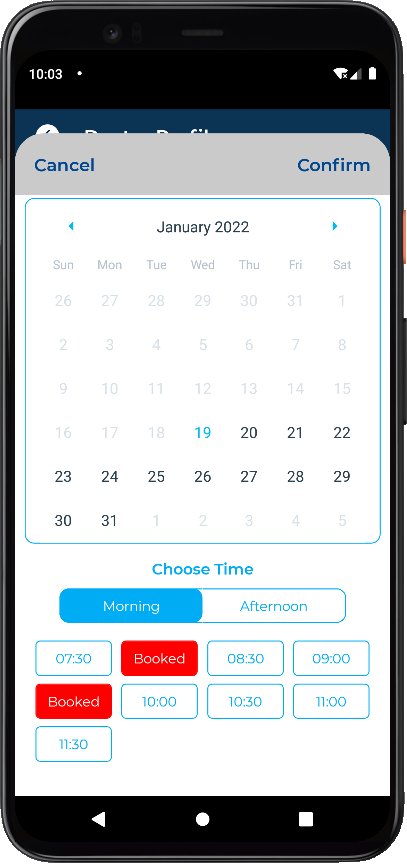 10:03
Cancel Confirm
January 2022
Sun Mon Tue Wed Thu Fri Sat
26 27 28 29 30 31 1
2 3 4 5 6 7 8
9 10 11 12 13 14 15
16 17 18 19 20 21 22
23 24 25 26 27 28 29
30 31 1 2 3 4 5
Choose Time
Morning Afternoon
07:30 Booked 08:30 09:00
Booked 10:00 10:30 11:00
11:30